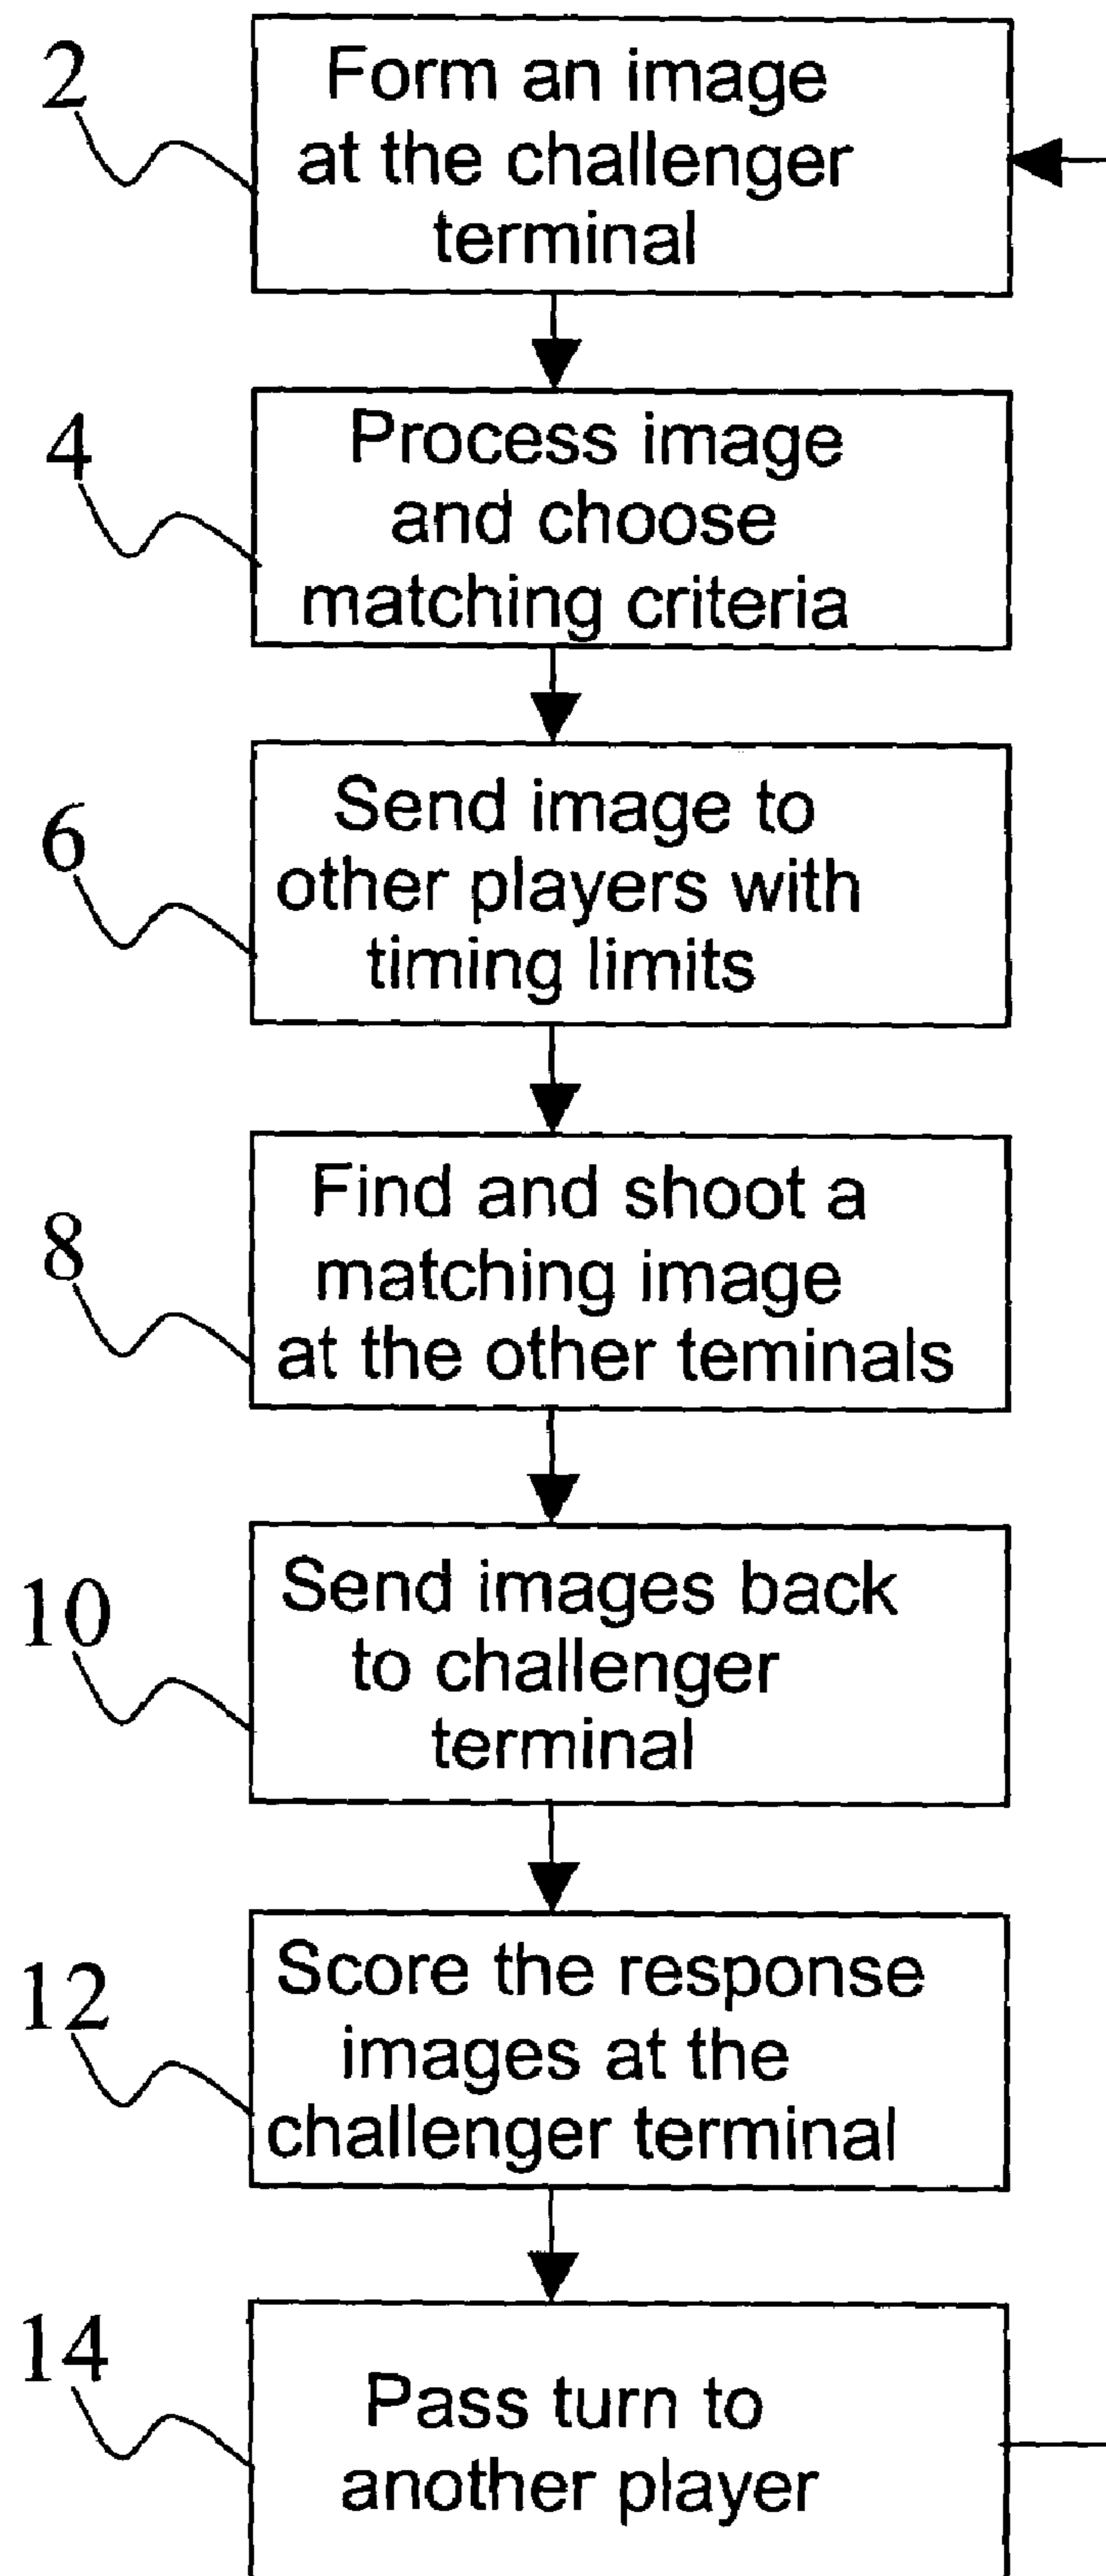 2
Form an image
at the challenger
terminal
4
Process image
and choose
matching criteria
6
Send image to
other players with
timing limits
8
Find and shoot a
matching image
at the other teminals
10
Send images back
to challenger
terminal
12
Score the response
images at the
challenger terminal
14
Pass turn to
another player